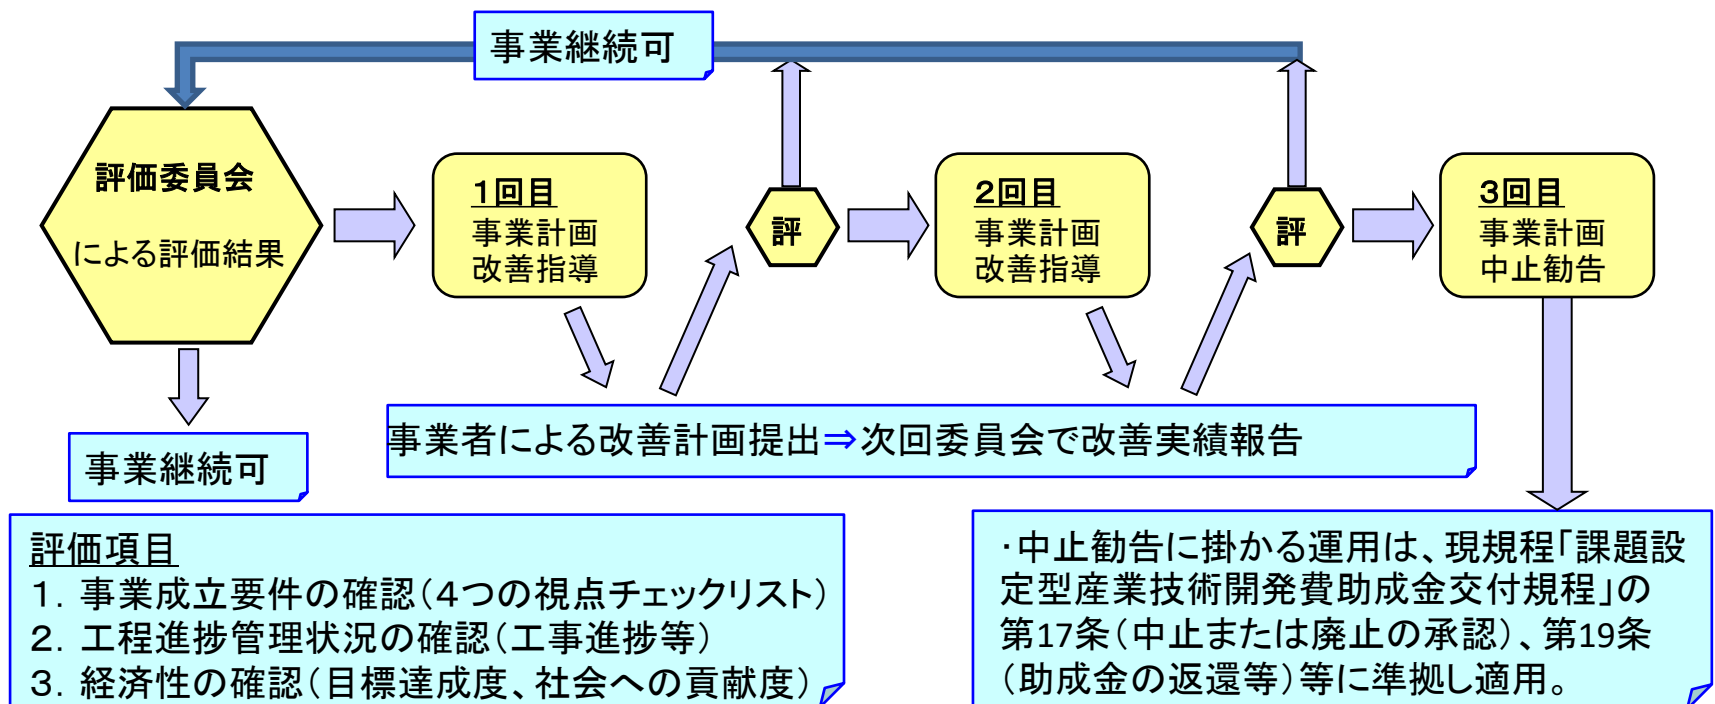 事業継続可
評価委員会
による評価結果
1回目
事業計画
改善指導
評
2回目
事業計画
改善指導
評
3回目
事業計画
中止勧告
事業者による改善計画提出⇒次回委員会で改善実績報告
事業継続可
評価項目
1. 事業成立要件の確認(4つの視点チェックリスト)
2. 工程進捗管理状況の確認(工事進捗等)
3. 経済性の確認(目標達成度、社会への貢献度)
・中止勧告に掛かる運用は、現規程「課題設
定型産業技術開発費助成金交付規程」の
第17条(中止または廃止の承認)、第19条
(助成金の返還等)等に準拠し適用。